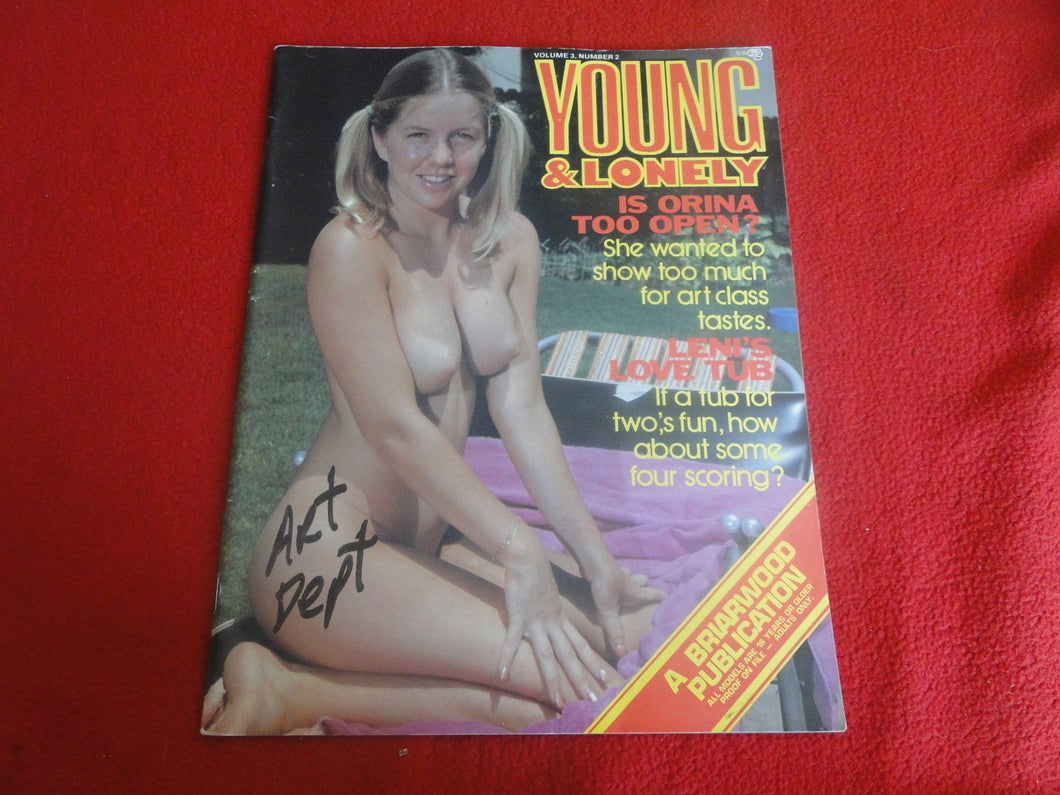 VOLUME 3, NUMBER 2
YOUNG
& LONELY
IS ORINA
TOO OPEN?
She wanted to
show too much
for art class
tastes.
LENI'S
LOVE TUB
If a tub for
two's fun, how
about some
four scoring?
Art
Dept
A BRIARWOOD
PUBLICATION
ALL MODELS ARE 18 YEARS OR OLDER
PROOF ON FILE — ADULTS ONLY.